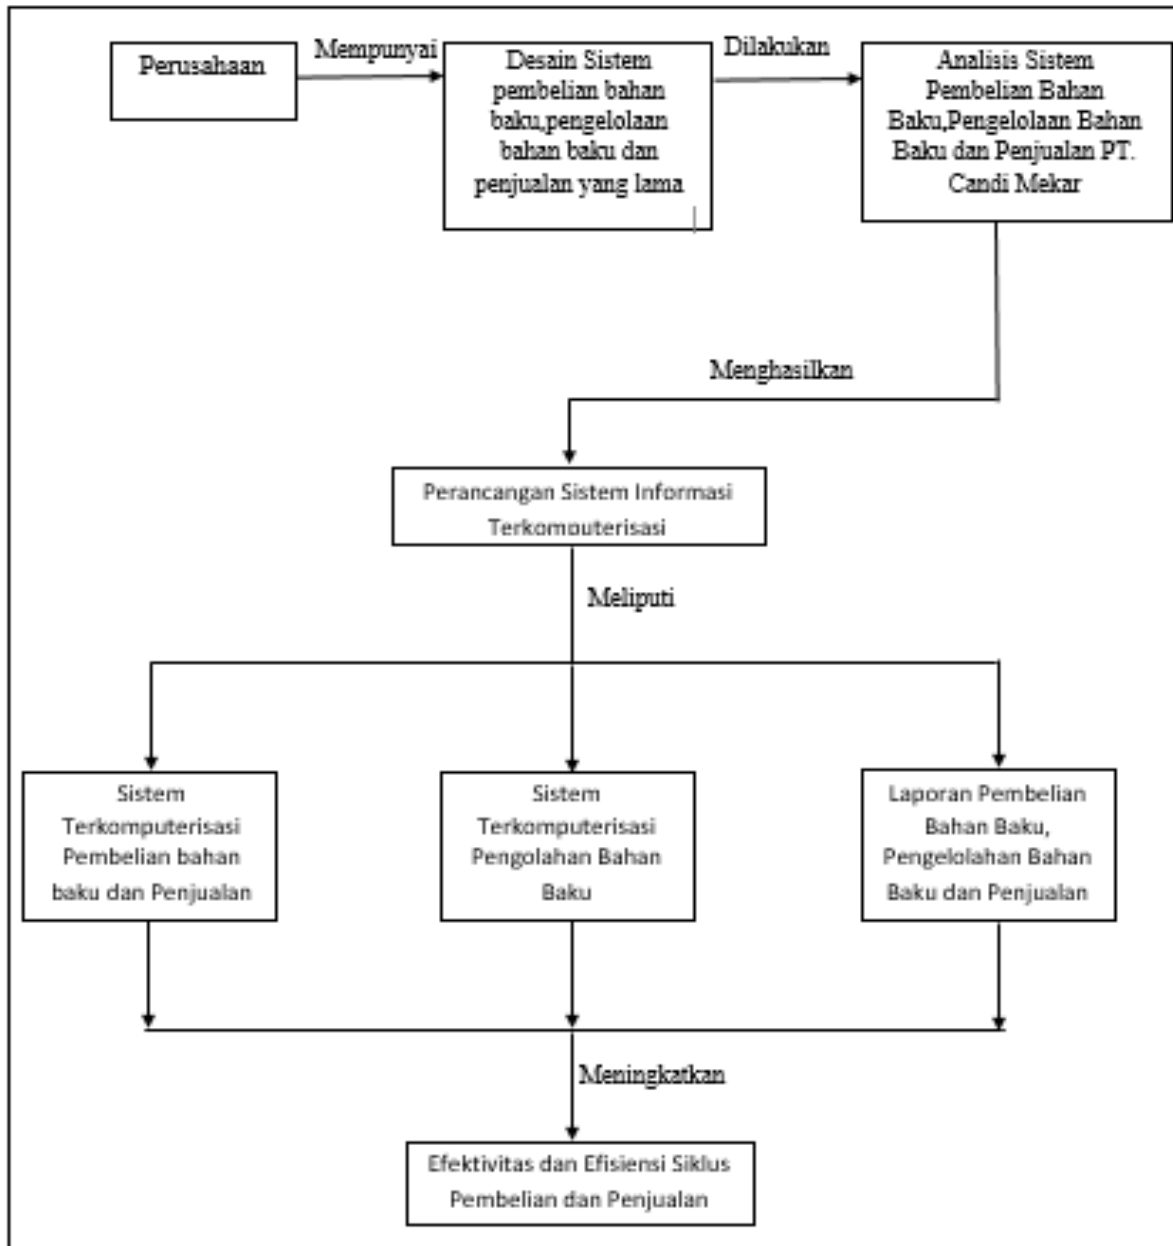 Perusahaan
Mempunyai
Desain Sistem
pembelian bahan
baku,pengelolaan
bahan baku dan
penjualan yang lama
Dilakukan
Analisis Sistem
Pembelian Bahan
Baku,Pengelolaan Bahan
Baku dan Penjualan PT.
Candi Mekar
Menghasilkan
Perancangan Sistem Informasi
Terkomputerisasi
Meliputi
Sistem
Terkomputerisasi
Pembelian bahan
baku dan Penjualan
Sistem
Terkomputerisasi
Pengolahan Bahan
Baku
Laporan Pembelian
Bahan Baku,
Pengelolahan Bahan
Baku dan Penjualan
Meningkatkan
Efektivitas dan Efisiensi Siklus
Pembelian dan Penjualan